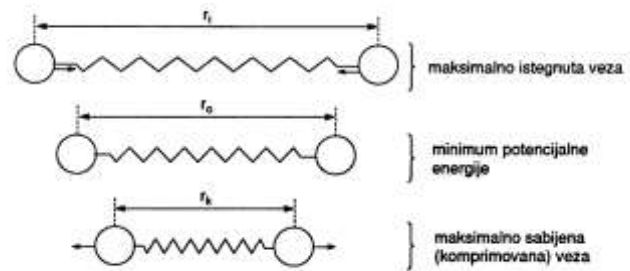 r_i
maksimalno istegnuta veza
r_o
minimum potencijalne
energije
r_k
maksimalno sabijena
(komprimovana) veza